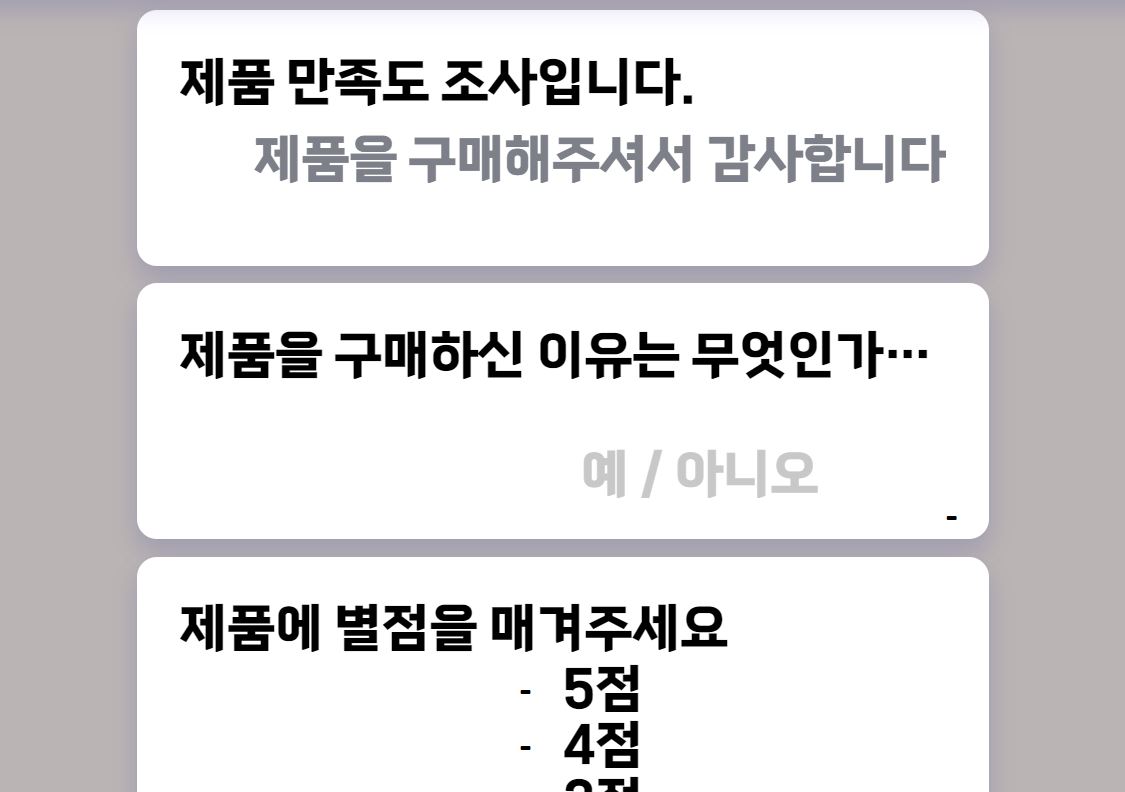 제품 만족도 조사입니다.
제품을 구매해주셔서 감사합니다
제품을 구매하신 이유는 무엇인가…
예 / 아니오
-
제품에 별점을 매겨주세요
- 5점
- 4점
3점